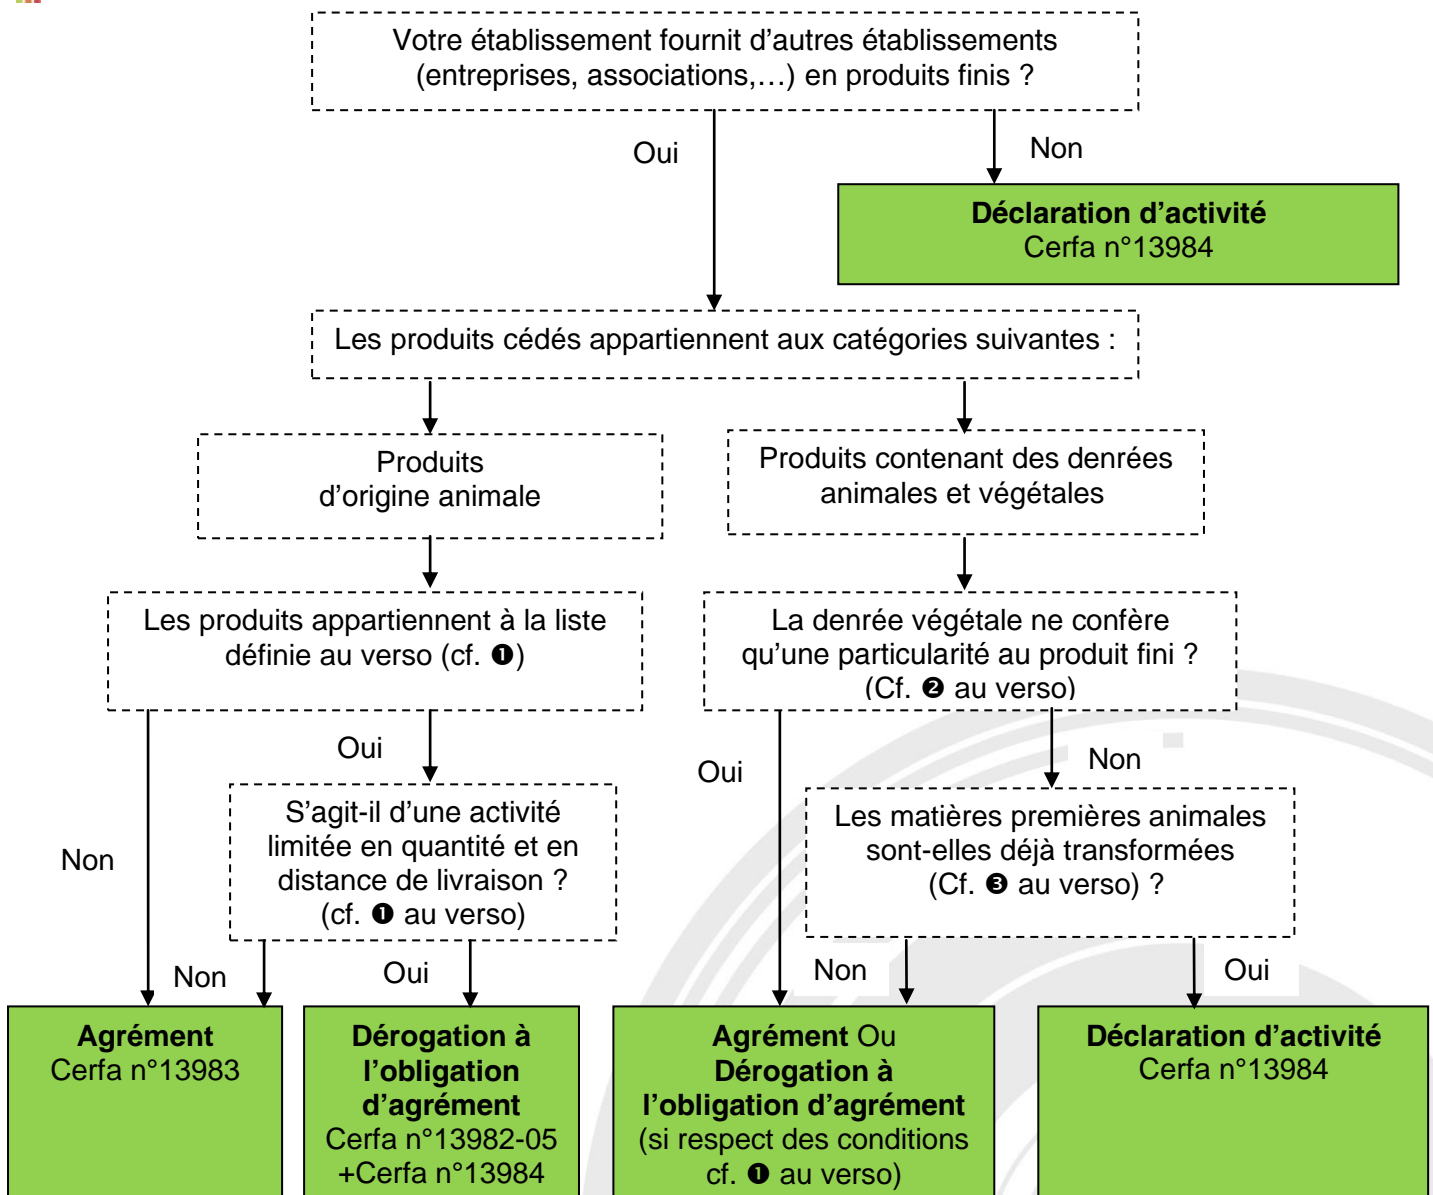 Votre établissement fournit d’autres établissements
(entreprises, associations,…) en produits finis ?
Oui
Non
Déclaration d’activité
Cerfa n°13984
Les produits cédés appartiennent aux catégories suivantes :
Produits
d’origine animale
Produits contenant des denrées
animales et végétales
Les produits appartiennent à la liste
définie au verso (cf. ❶)
La denrée végétale ne confère
qu’une particularité au produit fini ?
(Cf. ❷ au verso)
Oui
Oui
Non
S’agit-il d’une activité
limitée en quantité et en
distance de livraison ?
(cf. ❶ au verso)
Les matières premières animales
sont-elles déjà transformées
(Cf. ❸ au verso) ?
Non
Non
Oui
Non
Oui
Agrément
Cerfa n°13983
Dérogation à
l’obligation
d’agrément
Cerfa n°13982-05
+Cerfa n°13984
Agrément Ou
Dérogation à
l’obligation d’agrément
(si respect des conditions
cf. ❶ au verso)
Déclaration d’activité
Cerfa n°13984